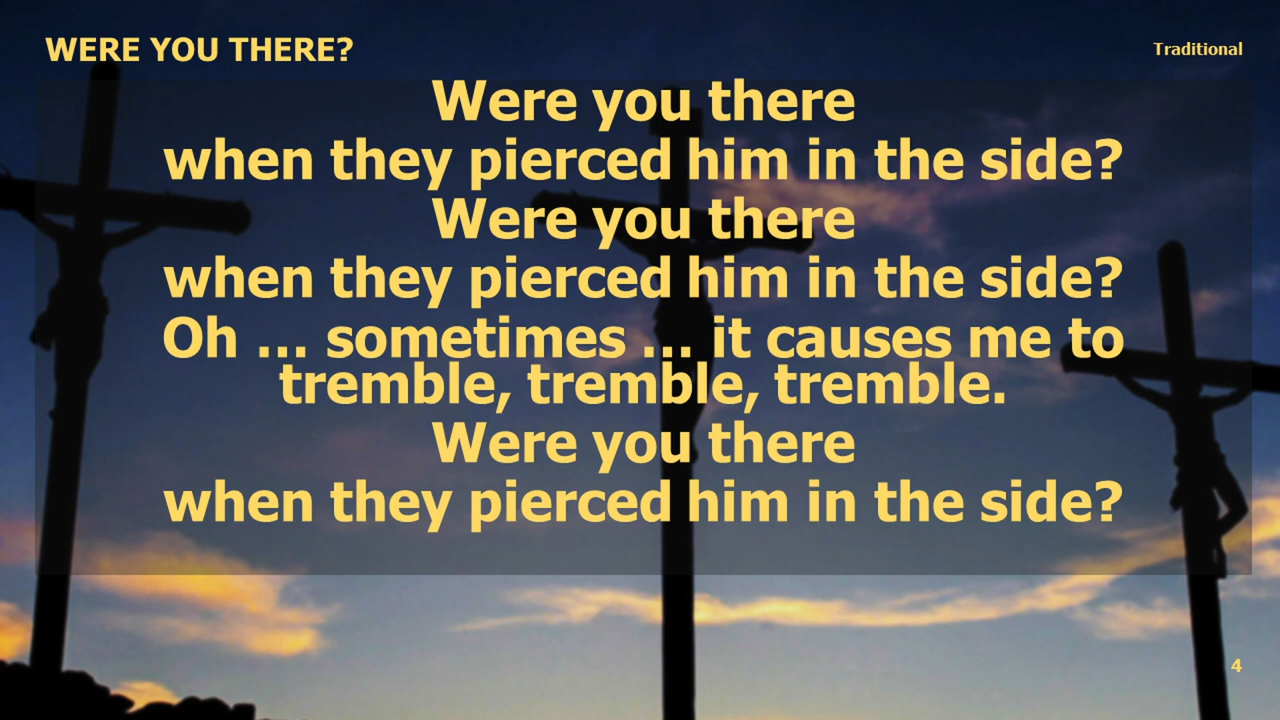 WERE YOU THERE?
Traditional
Were you there
when they pierced him in the side?
Were you there
when they pierced him in the side?
Oh ... sometimes ... it causes me to
tremble, tremble, tremble.
Were you there
when they pierced him in the side?
4